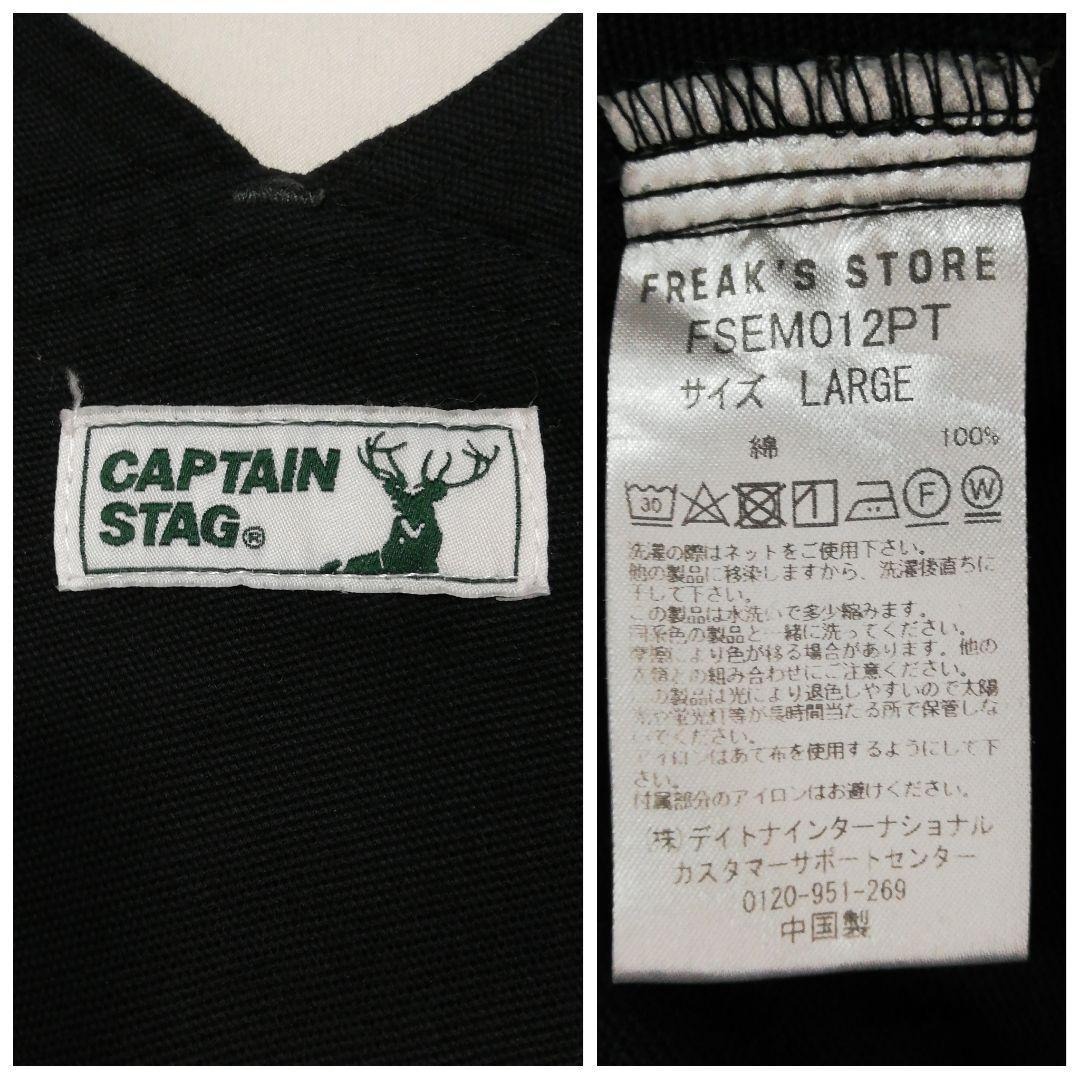 CAPTAIN
STAG®
FREAK'S STORE
FSEM012PT
サイズ LARGE
綿 100%
30 1 F W
洗濯の際はネットをご使用下さい。
他の製品に移染しますから、洗濯後直ちに
干して下さい。
この製品は水洗いで多少縮みます。
同系色の製品と一緒に洗ってください。
摩擦により色が移る場合があります。他の
衣類との組み合わせにご注意ください。
この製品は光により退色しやすいので太陽
光や蛍光灯等が長時間当たる所で保管しな
いでください。
アイロンはあて布を使用するようにして下
さい。
付属部分のアイロンはお避けください。
(株)デイトナインターナショナル
カスタマーサポートセンター
0120-951-269
中国製